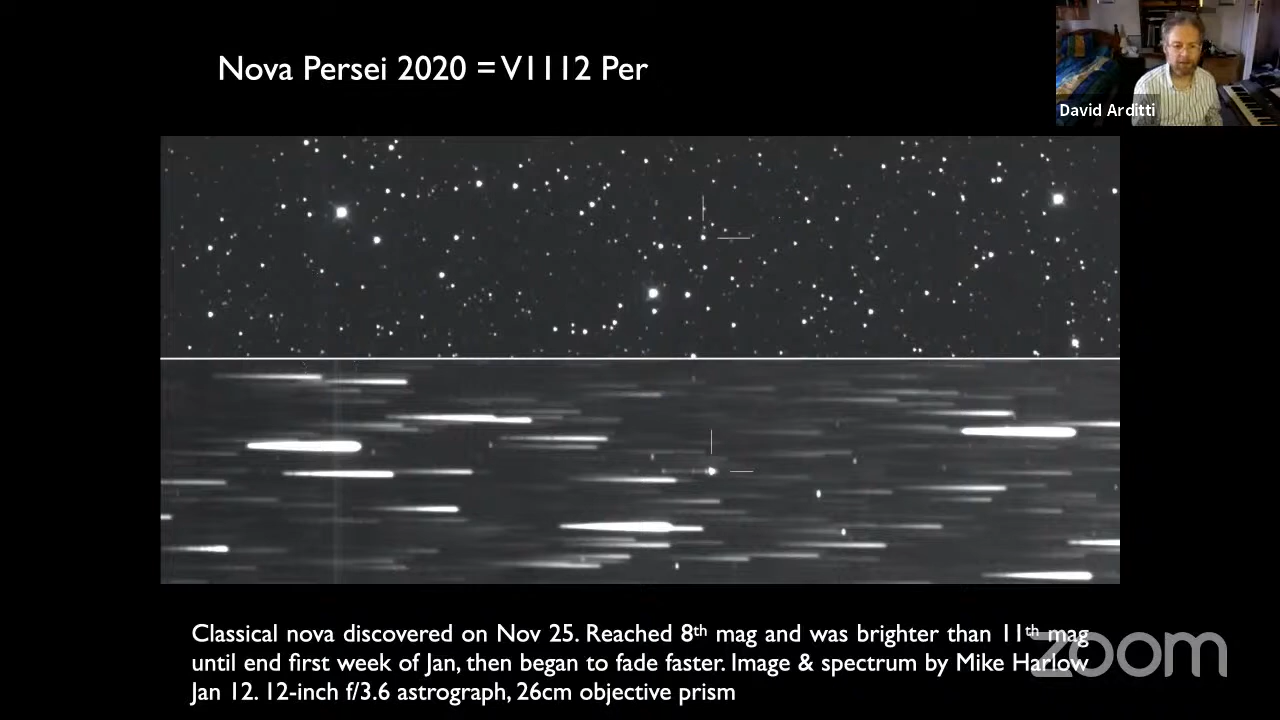 Nova Persei 2020 = V1112 Per
David Arditti
Classical nova discovered on Nov 25. Reached 8th mag and was brighter than 11th mag
until end first week of Jan, then began to fade faster. Image & spectrum by Mike Harlow
Jan 12. 12-inch f/3.6 astrograph, 26cm objective prism
zoom